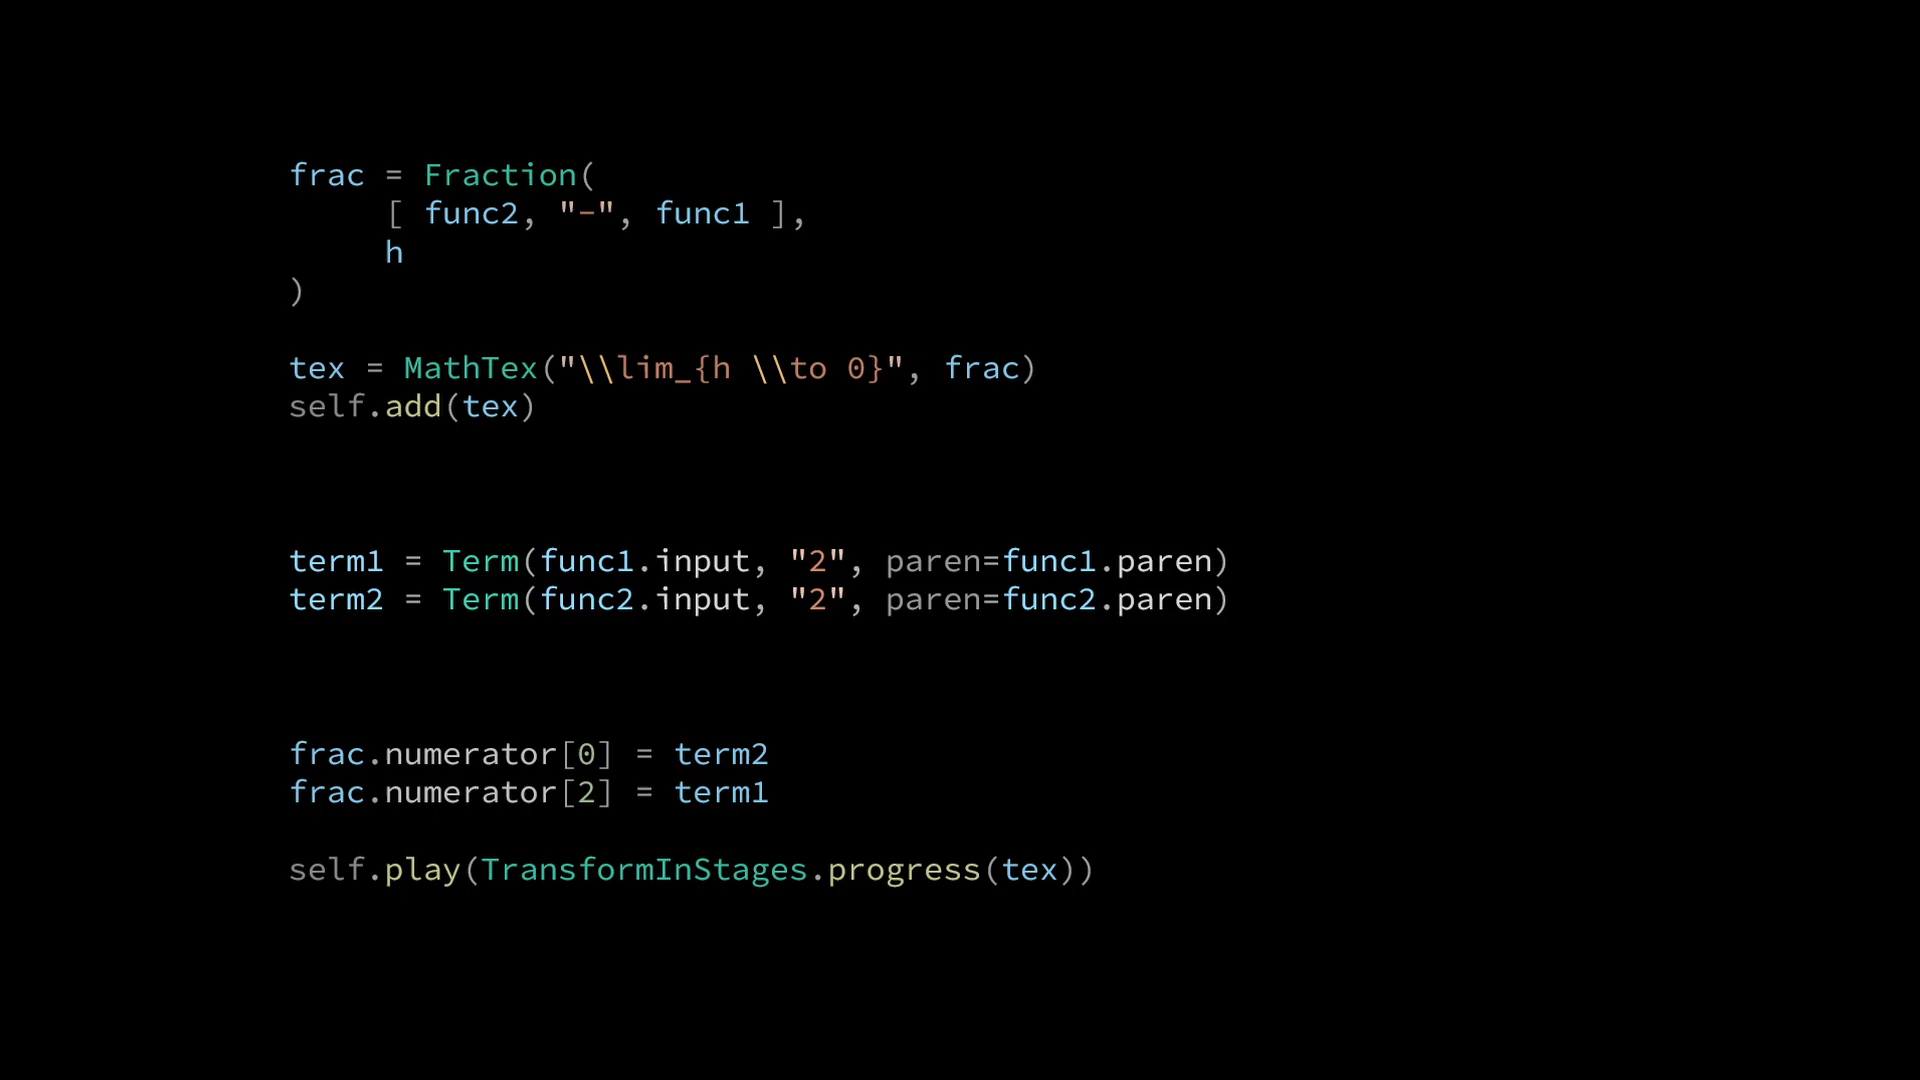 frac = Fraction(
[ func2, "-", func1 ],
h
)
tex = MathTex("\\lim_{h \\to 0}", frac)
self.add(tex)
term1 = Term(func1.input, "2", paren=func1.paren)
term2 = Term(func2.input, "2", paren=func2.paren)
frac.numerator[0] = term2
frac.numerator[2] = term1
self.play(TransformInStages.progress(tex))